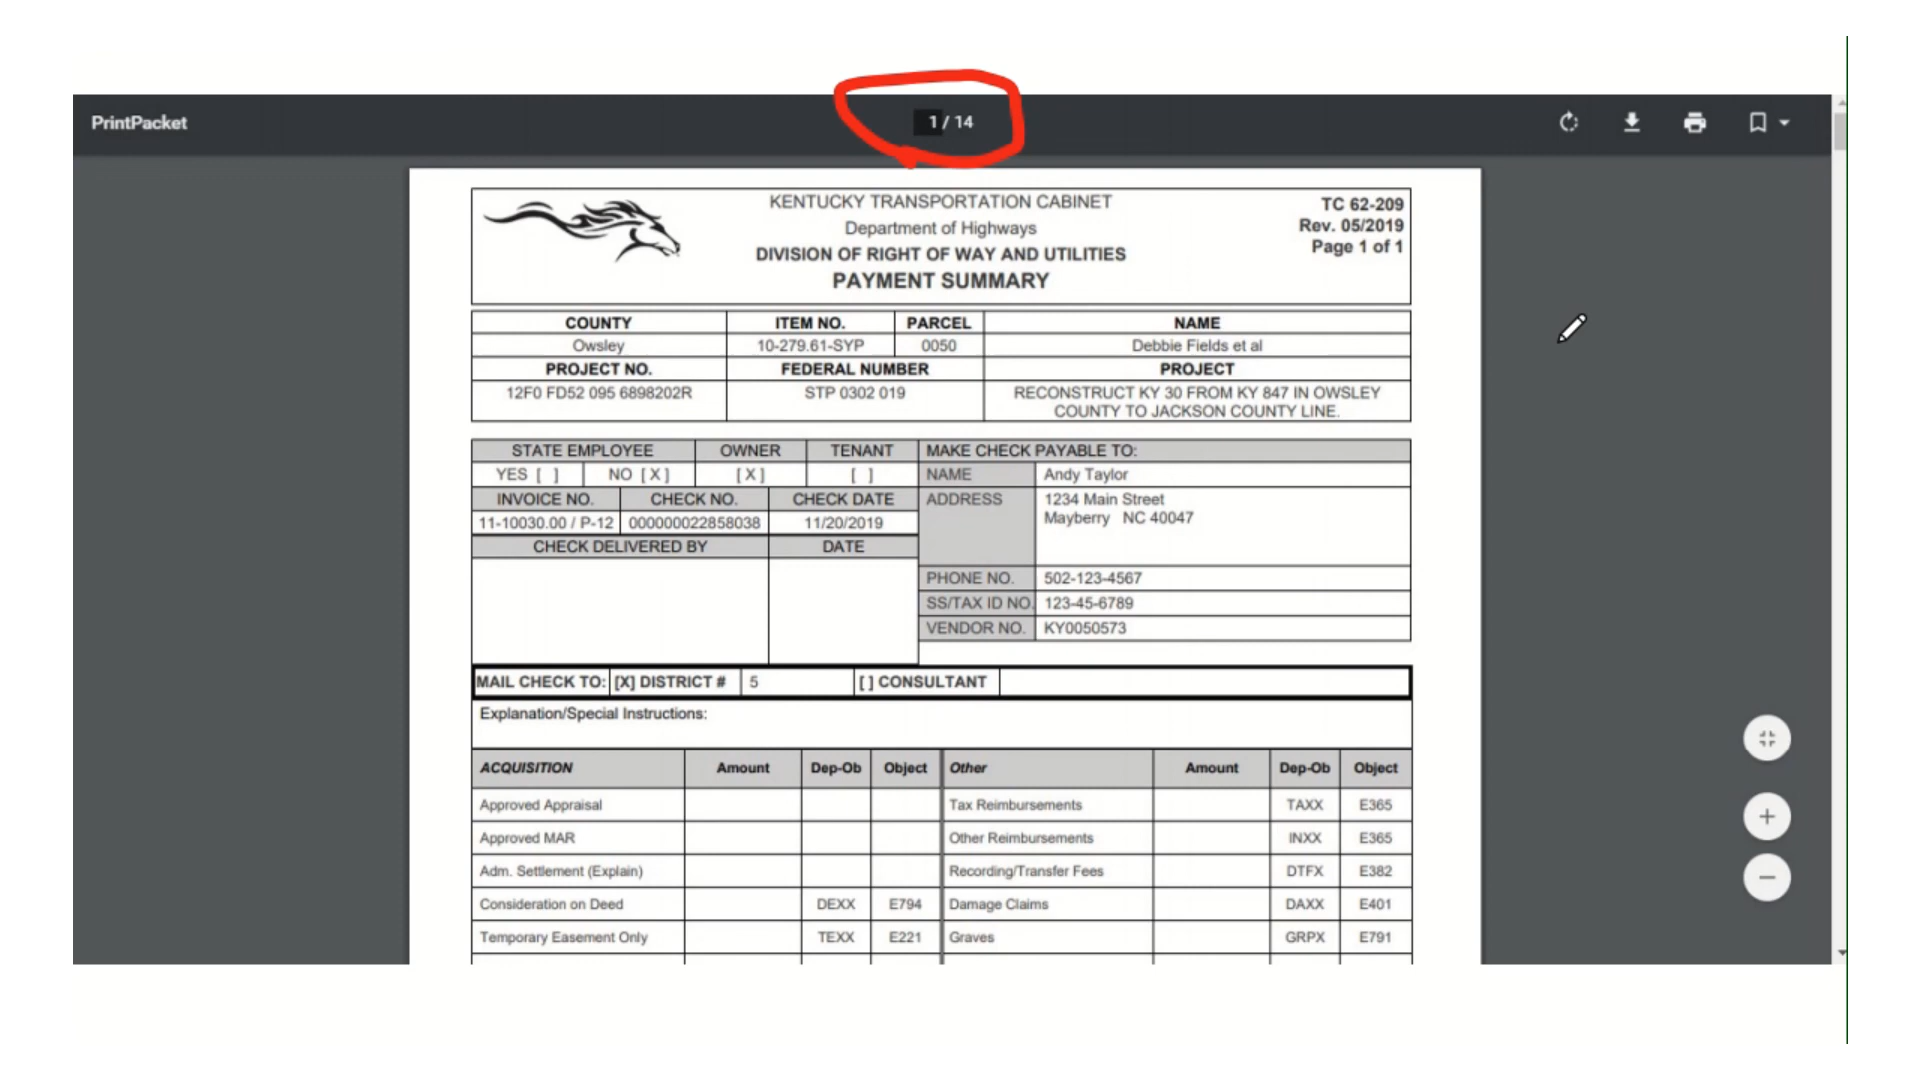 PrintPacket
1 / 14
KENTUCKY TRANSPORTATION CABINET
Department of Highways
DIVISION OF RIGHT OF WAY AND UTILITIES
PAYMENT SUMMARY
TC 62-209
Rev. 05/2019
Page 1 of 1
COUNTY ITEM NO. PARCEL NAME
Owsley 10-279.61-SYP 0050 Debbie Fields et al
PROJECT NO. FEDERAL NUMBER PROJECT
12F0 FD52 095 6898202R STP 0302 019 RECONSTRUCT KY 30 FROM KY 847 IN OWSLEY
COUNTY TO JACKSON COUNTY LINE.
STATE EMPLOYEE OWNER TENANT MAKE CHECK PAYABLE TO:
YES [ ] NO [X] [X] [ ] NAME Andy Taylor
INVOICE NO. CHECK NO. CHECK DATE ADDRESS 1234 Main Street
Mayberry NC 40047
11-10030.00 / P-12 000000022858038 11/20/2019
CHECK DELIVERED BY DATE
PHONE NO. 502-123-4567
SS/TAX ID NO. 123-45-6789
VENDOR NO. KY0050573
MAIL CHECK TO: [X] DISTRICT # 5 [ ] CONSULTANT
Explanation/Special Instructions:
ACQUISITION Amount Dep-Ob Object Other Amount Dep-Ob Object
Approved Appraisal Tax Reimbursements TAXX E365
Approved MAR Other Reimbursements INXX E365
Adm. Settlement (Explain) Recording/Transfer Fees DTFX E382
Consideration on Deed DEXX E794 Damage Claims DAXX E401
Temporary Easement Only TEXX E221 Graves GRPX E791